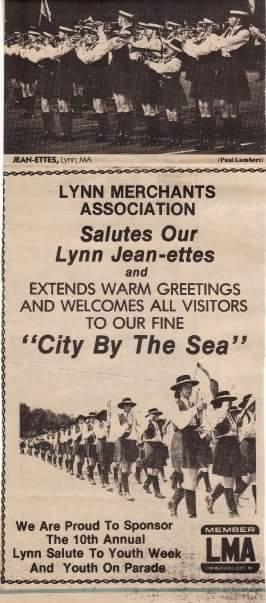 JEAN-ETTES, Lynn, MA (Paul Lambert)
LYNN MERCHANTS
ASSOCIATION
Salutes Our
Lynn Jean-ettes
and
EXTENDS WARM GREETINGS
AND WELCOMES ALL VISITORS
TO OUR FINE
"City By The Sea"
We Are Proud To Sponsor
The 10th Annual
Lynn Salute To Youth Week
And Youth On Parade
MEMBER
LMA